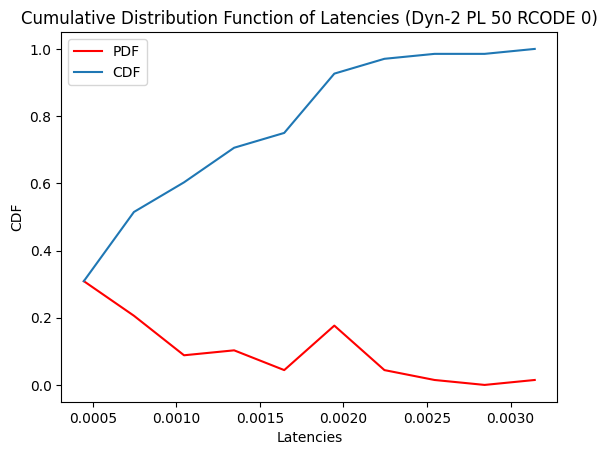 Cumulative Distribution Function of Latencies (Dyn-2 PL 50 RCODE 0)
PDF
CDF
CDF
1.0
0.8
0.6
0.4
0.2
0.0
0.0005 0.0010 0.0015 0.0020 0.0025 0.0030
Latencies